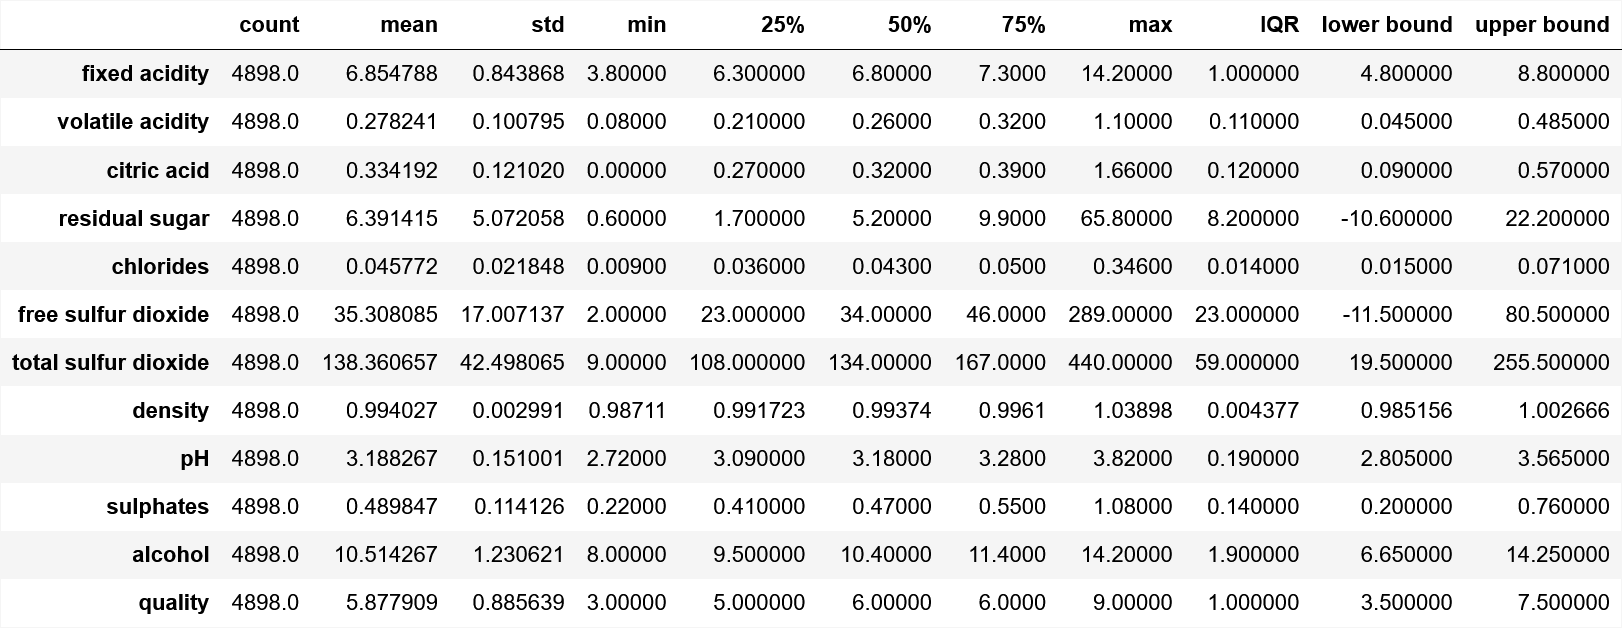 count mean std min 25% 50% 75% max IQR lower bound upper bound
fixed acidity 4898.0 6.854788 0.843868 3.80000 6.300000 6.80000 7.3000 14.20000 1.000000 4.800000 8.800000
volatile acidity 4898.0 0.278241 0.100795 0.08000 0.210000 0.26000 0.3200 1.10000 0.110000 0.045000 0.485000
citric acid 4898.0 0.334192 0.121020 0.00000 0.270000 0.32000 0.3900 1.66000 0.120000 0.090000 0.570000
residual sugar 4898.0 6.391415 5.072058 0.60000 1.700000 5.20000 9.9000 65.80000 8.200000 -10.600000 22.200000
chlorides 4898.0 0.045772 0.021848 0.00900 0.036000 0.04300 0.0500 0.34600 0.014000 0.015000 0.071000
free sulfur dioxide 4898.0 35.308085 17.007137 2.00000 23.000000 34.00000 46.0000 289.00000 23.000000 -11.500000 80.500000
total sulfur dioxide 4898.0 138.360657 42.498065 9.00000 108.000000 134.00000 167.0000 440.00000 59.000000 19.500000 255.500000
density 4898.0 0.994027 0.002991 0.98711 0.991723 0.99374 0.9961 1.03898 0.004377 0.985156 1.002666
pH 4898.0 3.188267 0.151001 2.72000 3.090000 3.18000 3.2800 3.82000 0.190000 2.805000 3.565000
sulphates 4898.0 0.489847 0.114126 0.22000 0.410000 0.47000 0.5500 1.08000 0.140000 0.200000 0.760000
alcohol 4898.0 10.514267 1.230621 8.00000 9.500000 10.40000 11.4000 14.20000 1.900000 6.650000 14.250000
quality 4898.0 5.877909 0.885639 3.00000 5.000000 6.00000 6.0000 9.00000 1.000000 3.500000 7.500000